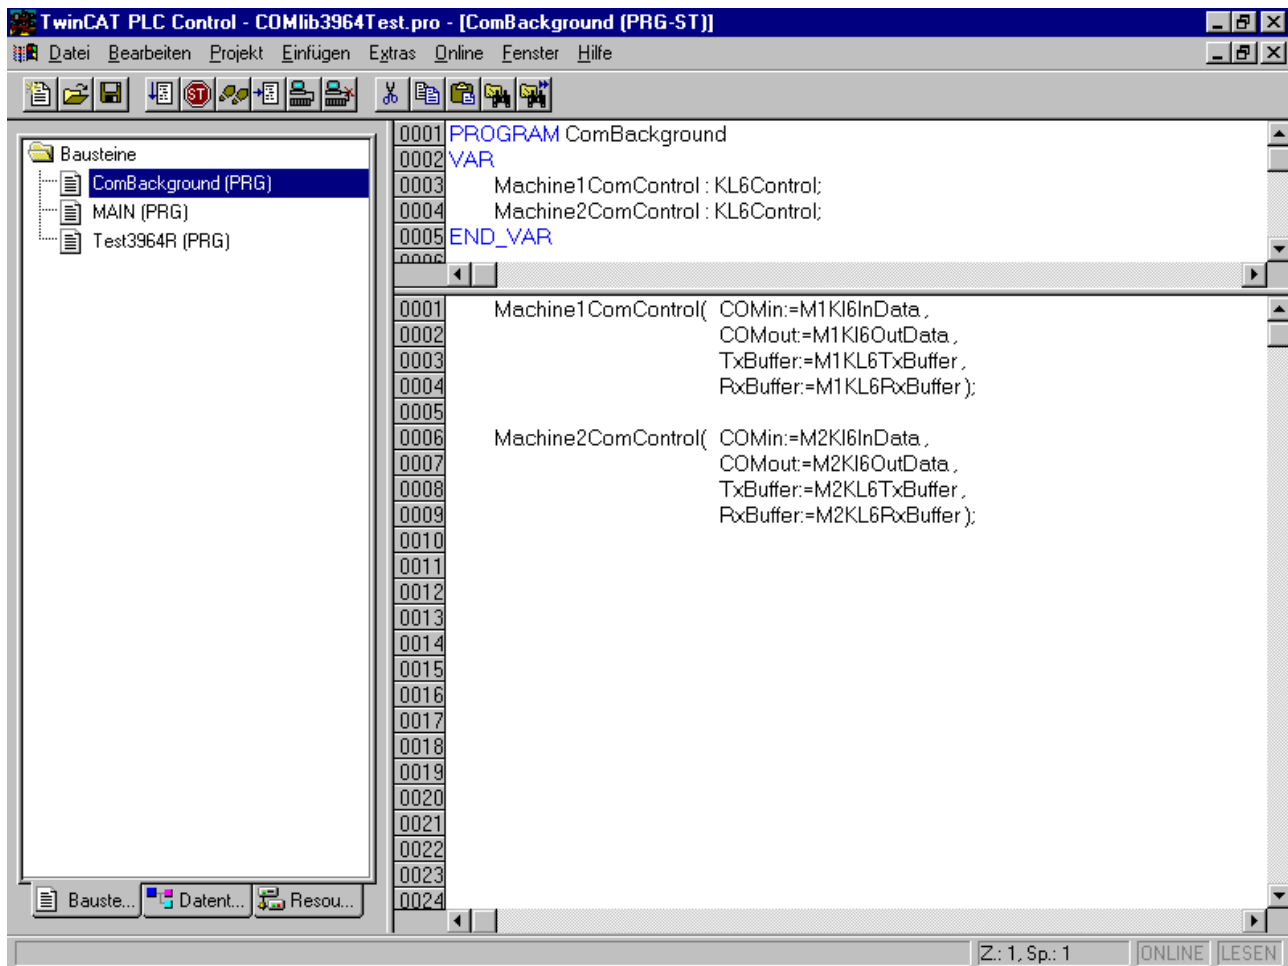 TwinCAT PLC Control - COMlib3964Test.pro - [ComBackground (PRG-ST)]
Datei Bearbeiten Projekt Einfügen Extras Online Fenster Hilfe
Bausteine
ComBackground (PRG)
MAIN (PRG)
Test3964R (PRG)
Bauste... Datent... Resou...
0001 PROGRAM ComBackground
0002 VAR
0003 Machine1ComControl : KL6Control;
0004 Machine2ComControl : KL6Control;
0005 END_VAR
0006
0001 Machine1ComControl( COMin:=M1Kl6InData ,
0002 COMout:=M1Kl6OutData ,
0003 TxBuffer:=M1KL6TxBuffer ,
0004 RxBuffer:=M1KL6RxBuffer );
0005
0006 Machine2ComControl( COMin:=M2Kl6InData ,
0007 COMout:=M2Kl6OutData ,
0008 TxBuffer:=M2KL6TxBuffer ,
0009 RxBuffer:=M2KL6RxBuffer );
0010
0011
0012
0013
0014
0015
0016
0017
0018
0019
0020
0021
0022
0023
0024
Z.: 1, Sp.: 1 ONLINE LESEN